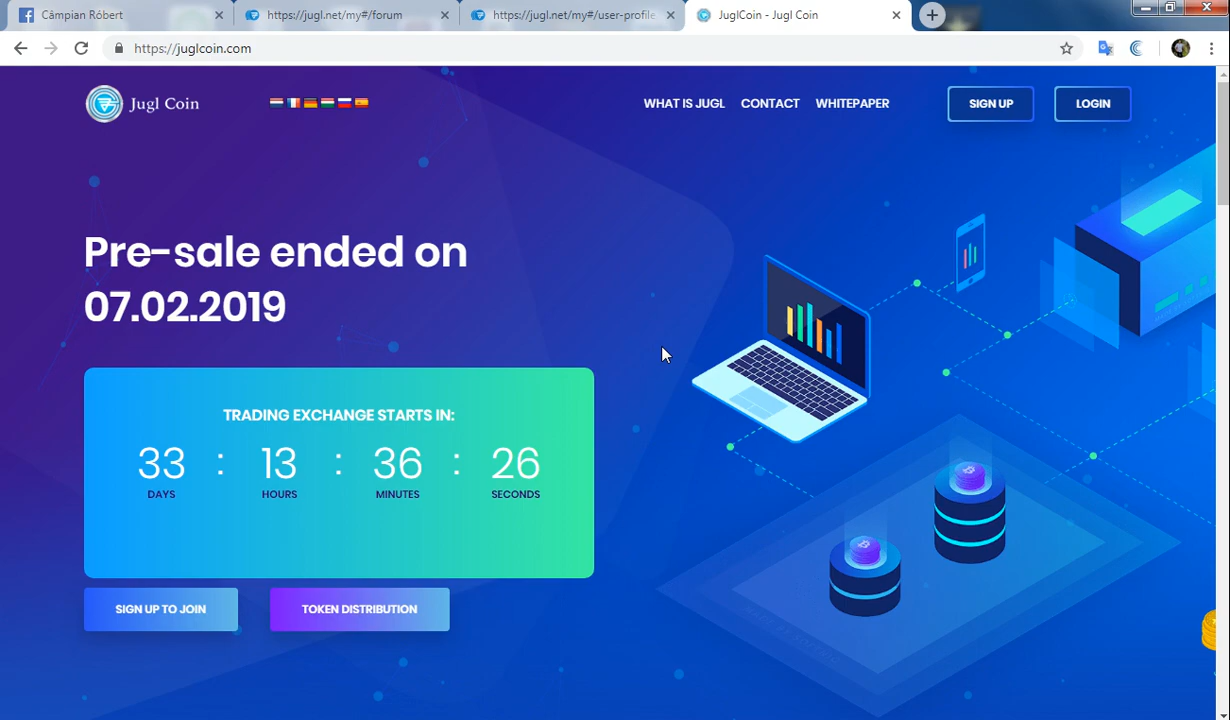 Câmpian Róbert
https://jugl.net/my#/forum
https://jugl.net/my#/user-profile
JuglCoin - Jugl Coin
https://juglcoin.com
Jugl Coin
WHAT IS JUGL
CONTACT
WHITEPAPER
SIGN UP
LOGIN
Pre-sale ended on
07.02.2019
TRADING EXCHANGE STARTS IN:
33 : 13 : 36 : 26
DAYS HOURS MINUTES SECONDS
SIGN UP TO JOIN
TOKEN DISTRIBUTION